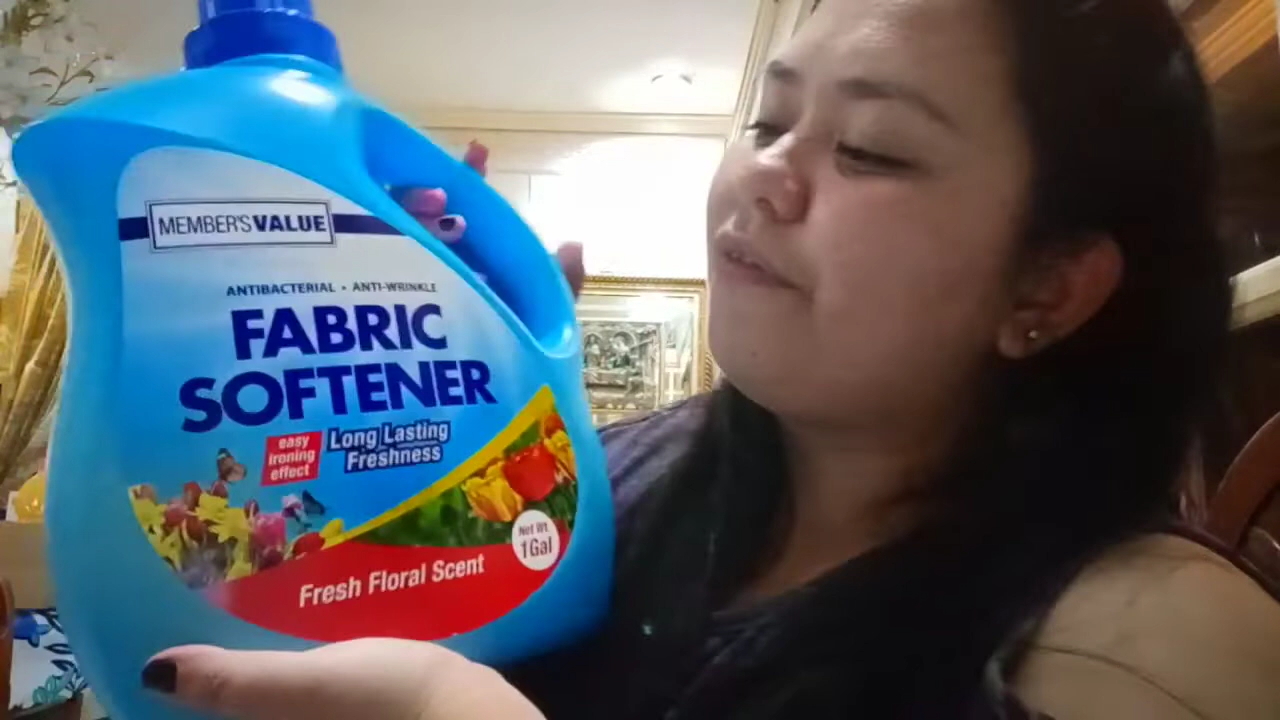 MEMBER'S VALUE
ANTIBACTERIAL • ANTI-WRINKLE
FABRIC
SOFTENER
easy
ironing
effect
Long Lasting
Freshness
Net Wt
1Gal
Fresh Floral Scent